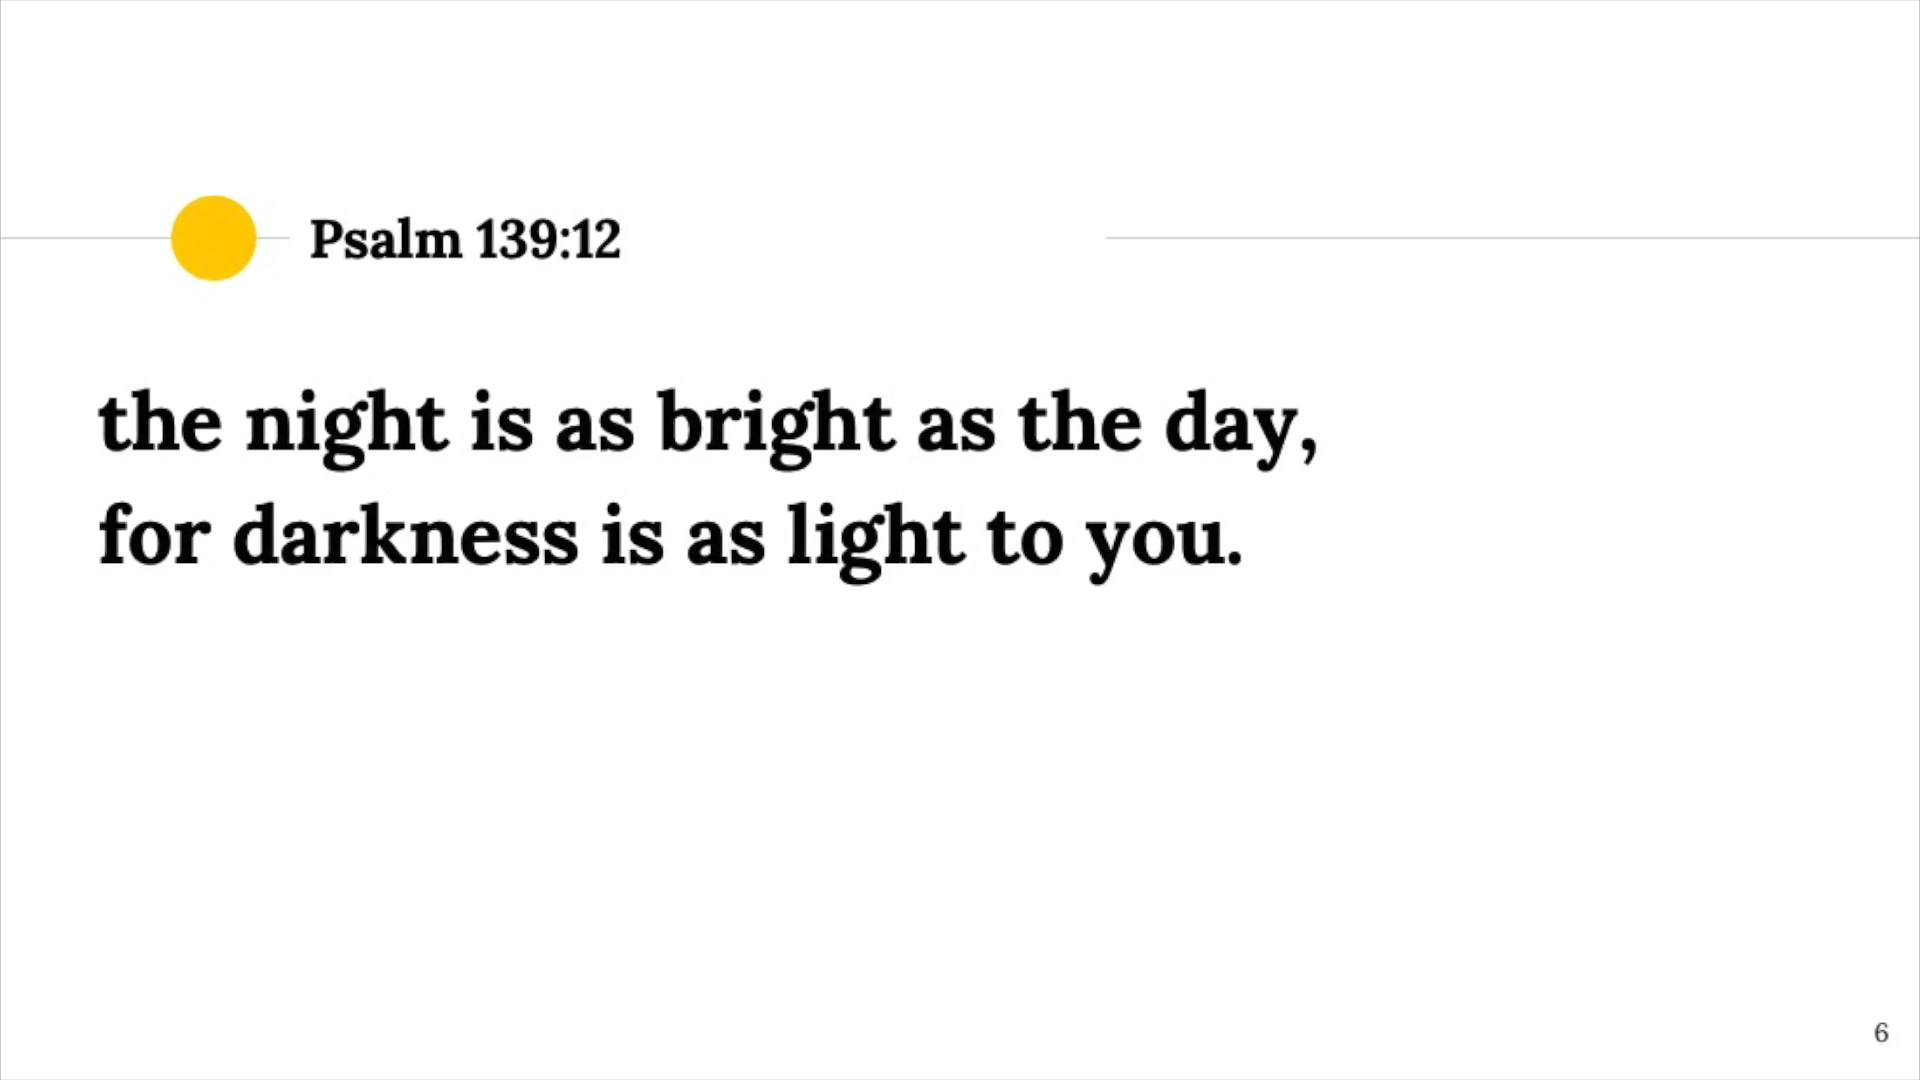 Psalm 139:12
the night is as bright as the day,
for darkness is as light to you.
6